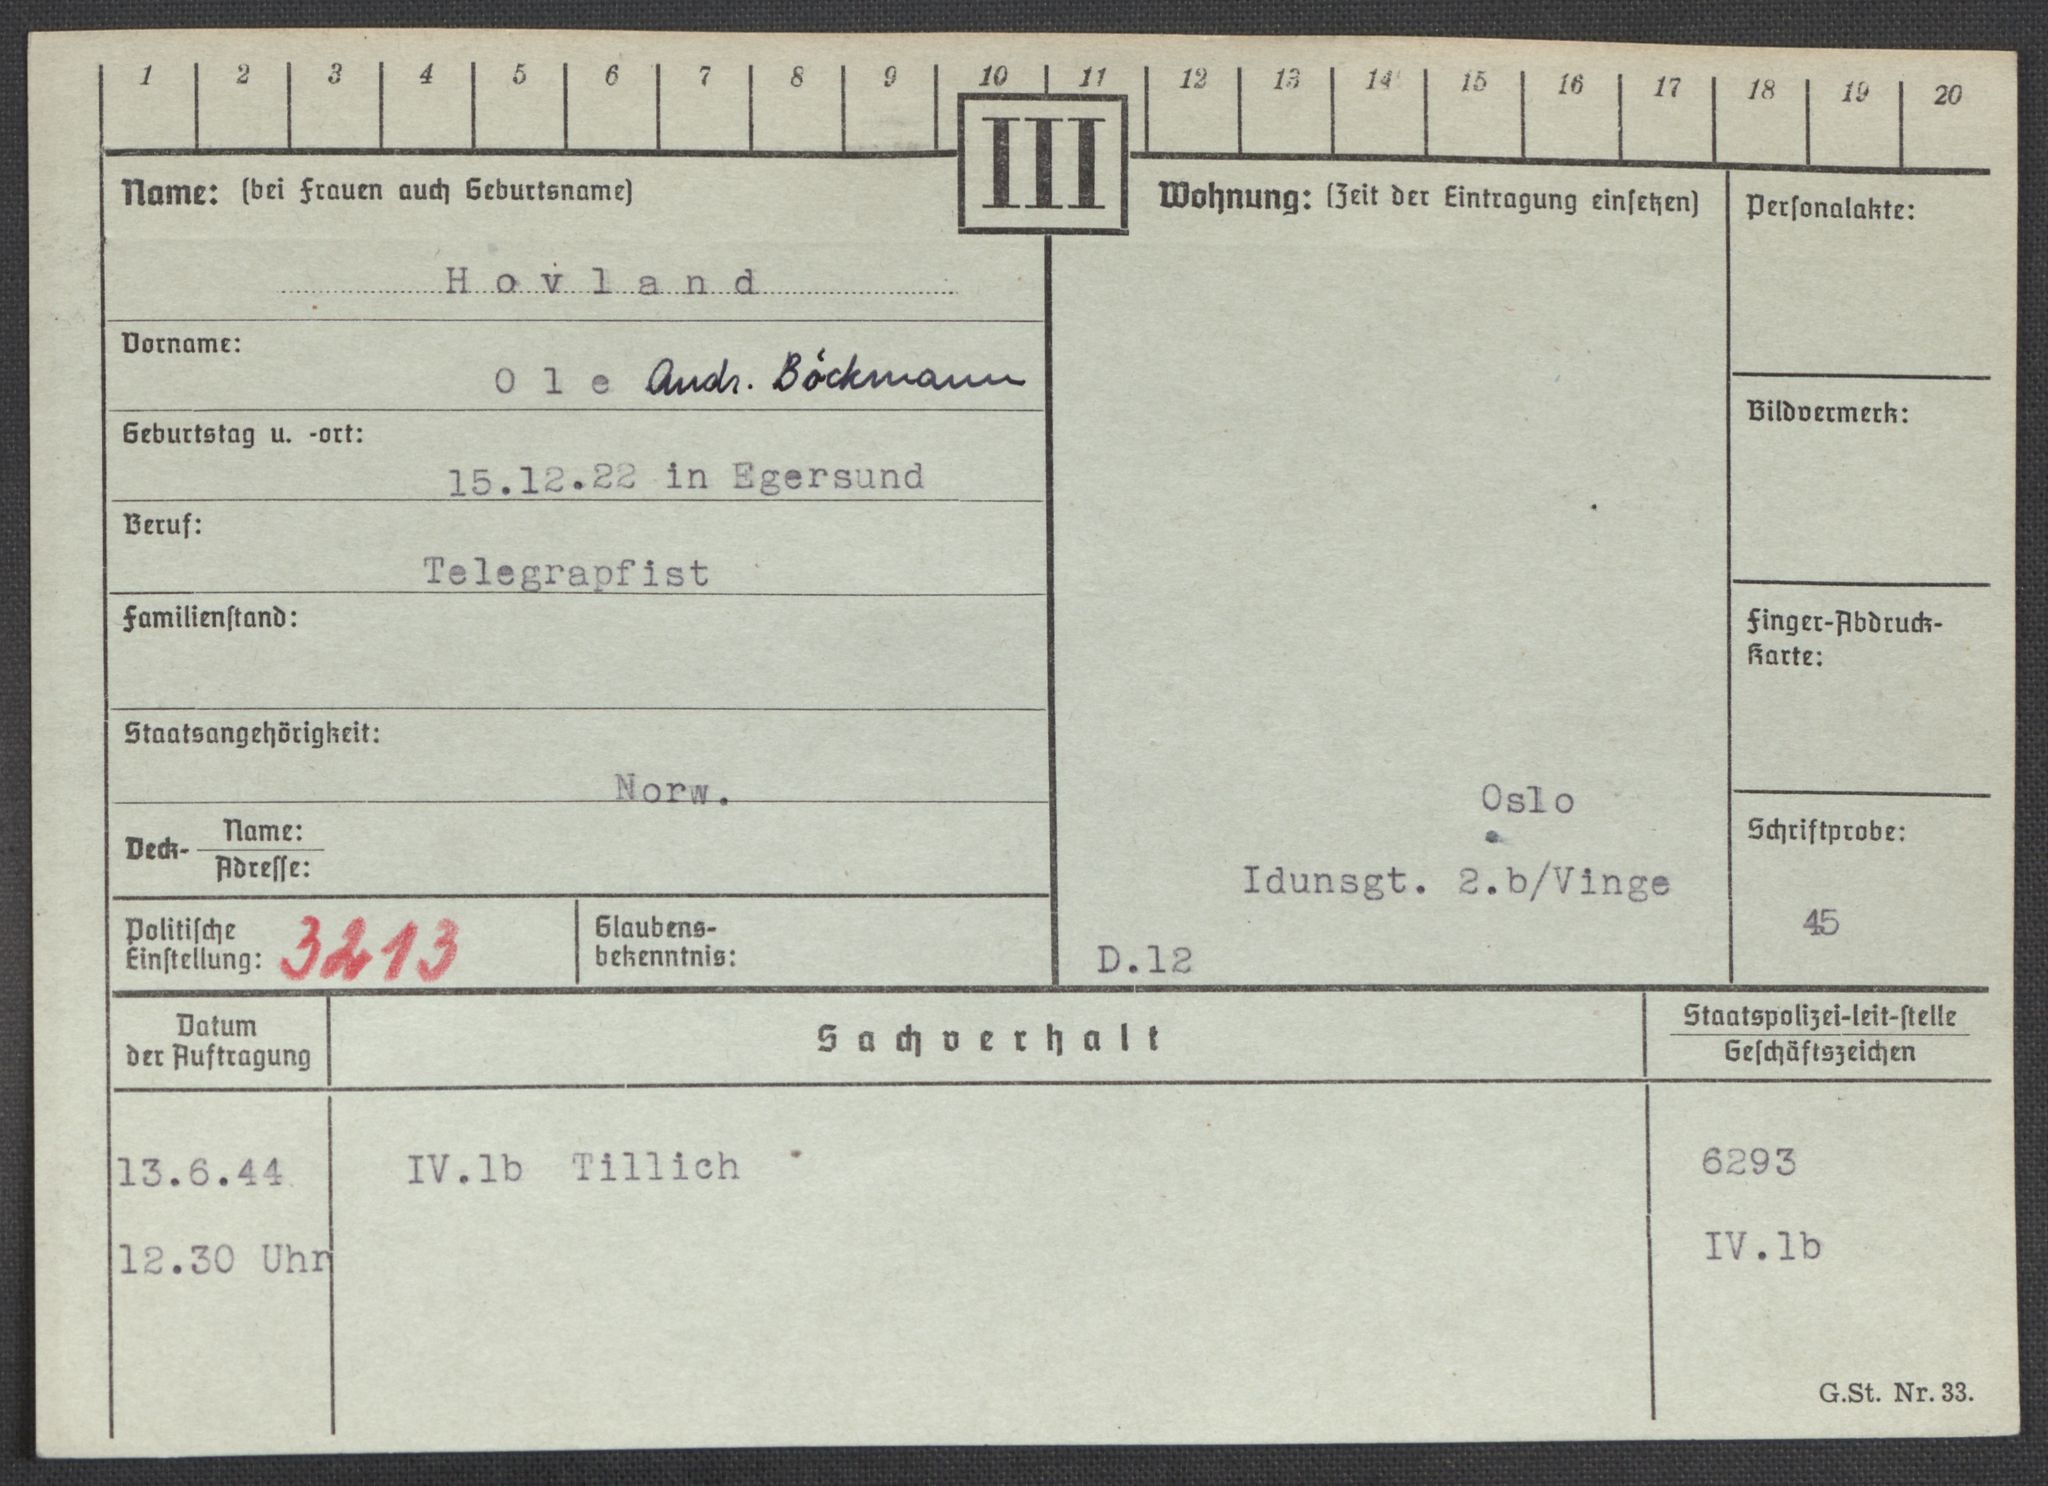 1 2 3 4 5 6 7 8 9 10 11 12 13 14 15 16 17 18 19 20
III
Name: (bei Frauen auch Geburtsname)
Hovland
Vorname:
Ole Andr. Böckmann
Geburtstag u. -ort:
15.12.22 in Egersund
Beruf:
Telegrapfist
Familienstand:
Staatsangehörigkeit:
Norw.
Deck- Name:
Adresse:
Politische
Einstellung: 3213
Glaubens-
bekenntnis:
Wohnung: (Zeit der Eintragung einsetzen)
Oslo
Idunsgt. 2.b/Vinge
D.12
Personalakte:
Bildvermerk:
Finger-Abdruck-
Karte:
Schriftprobe:
45
Datum
der Auftragung
Sachverhalt
Staatspolizei-leit-stelle
Geschäftszeichen
13.6.44 IV.1b Tillich 6293
12.30 Uhr IV.1b
G.St. Nr. 33.